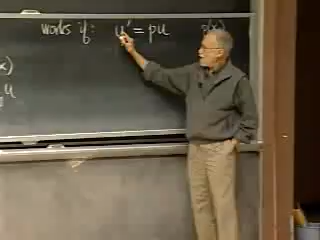 works if: u' = pu p(x)
x)
u